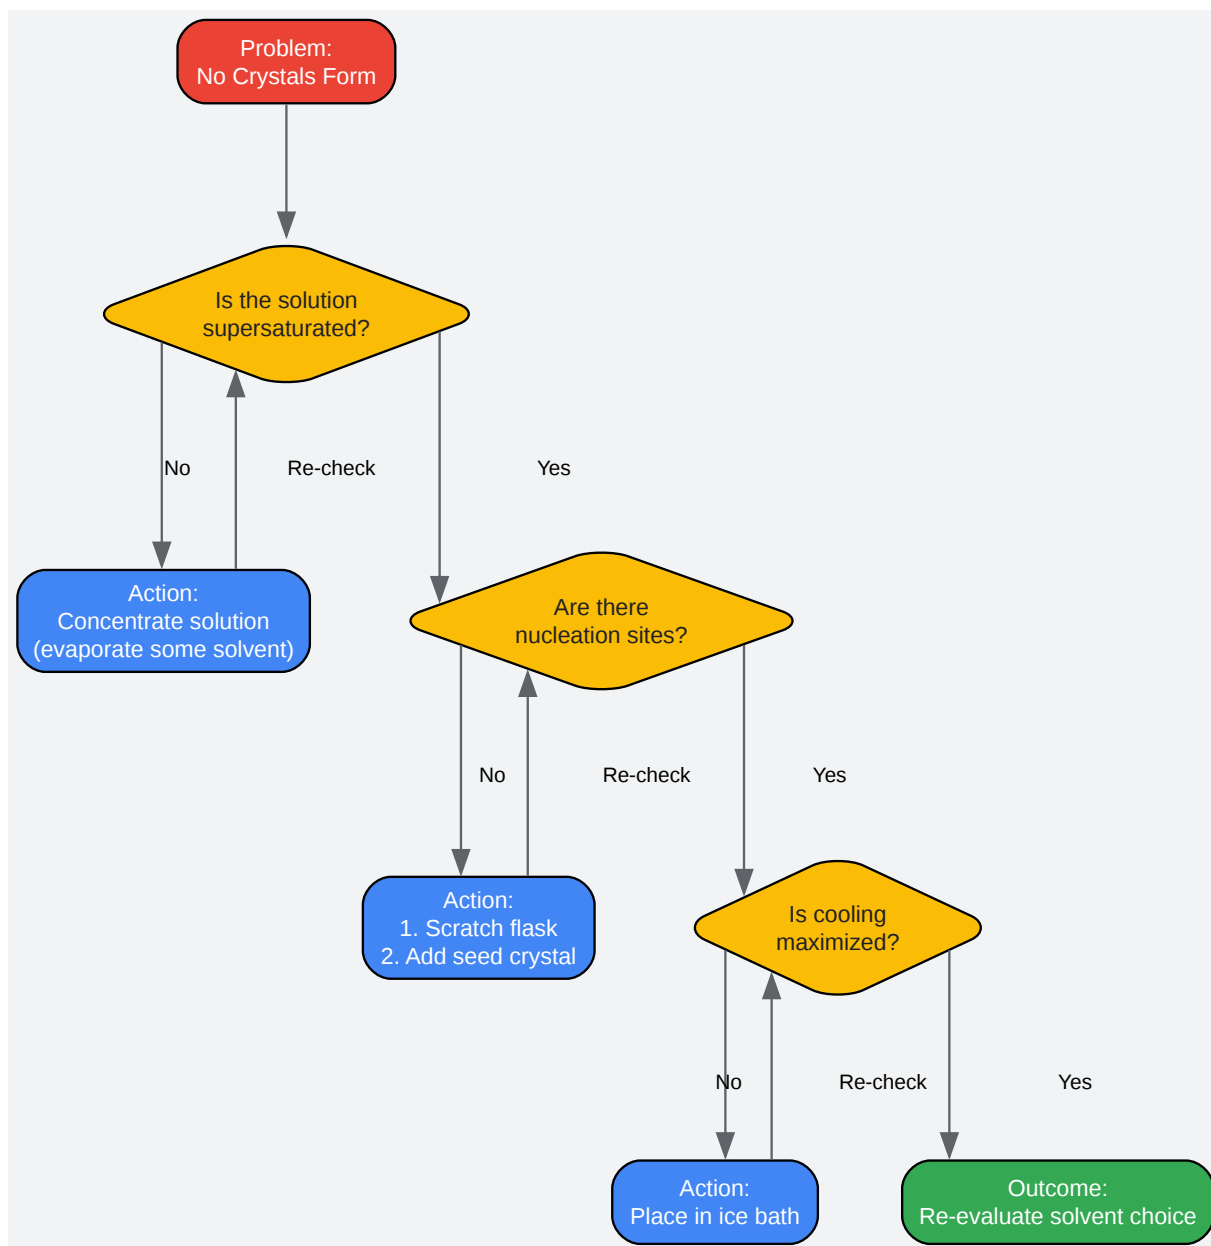 Problem:
No Crystals Form
Is the solution
supersaturated?
No
Re-check
Yes
Action:
Concentrate solution
(evaporate some solvent)
Are there
nucleation sites?
No
Re-check
Yes
Action:
1. Scratch flask
2. Add seed crystal
Is cooling
maximized?
No
Re-check
Yes
Action:
Place in ice bath
Outcome:
Re-evaluate solvent choice